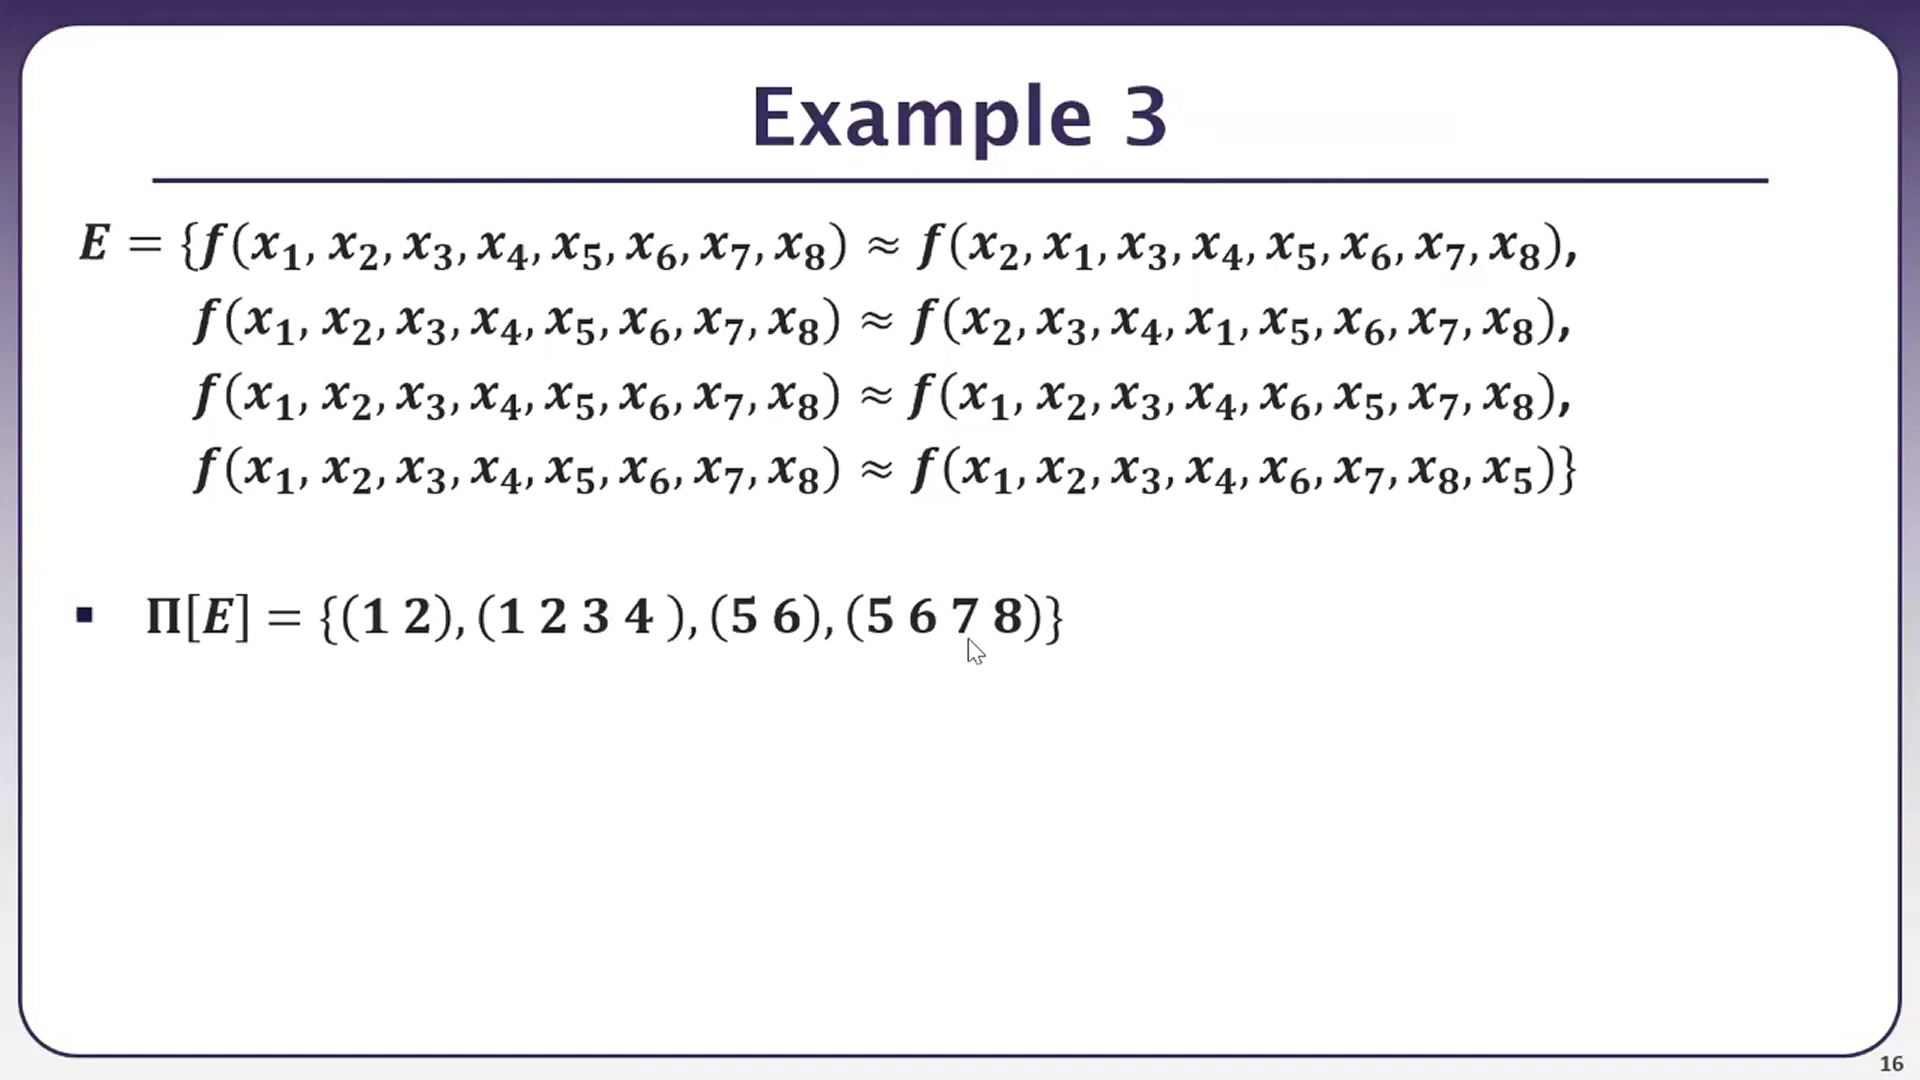 Example 3
E = {f(x₁, x₂, x₃, x₄, x₅, x₆, x₇, x₈) ≈ f(x₂, x₁, x₃, x₄, x₅, x₆, x₇, x₈),
f(x₁, x₂, x₃, x₄, x₅, x₆, x₇, x₈) ≈ f(x₂, x₃, x₄, x₁, x₅, x₆, x₇, x₈),
f(x₁, x₂, x₃, x₄, x₅, x₆, x₇, x₈) ≈ f(x₁, x₂, x₃, x₄, x₆, x₅, x₇, x₈),
f(x₁, x₂, x₃, x₄, x₅, x₆, x₇, x₈) ≈ f(x₁, x₂, x₃, x₄, x₆, x₇, x₈, x₅)}
▪ Π[E] = {(1 2), (1 2 3 4 ), (5 6), (5 6 7 8)}
16